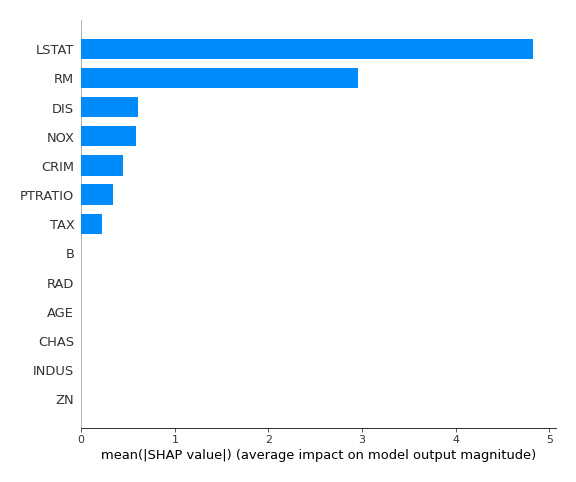 LSTAT
RM
DIS
NOX
CRIM
PTRATIO
TAX
B
RAD
AGE
CHAS
INDUS
ZN
0 1 2 3 4 5
mean(|SHAP value|) (average impact on model output magnitude)